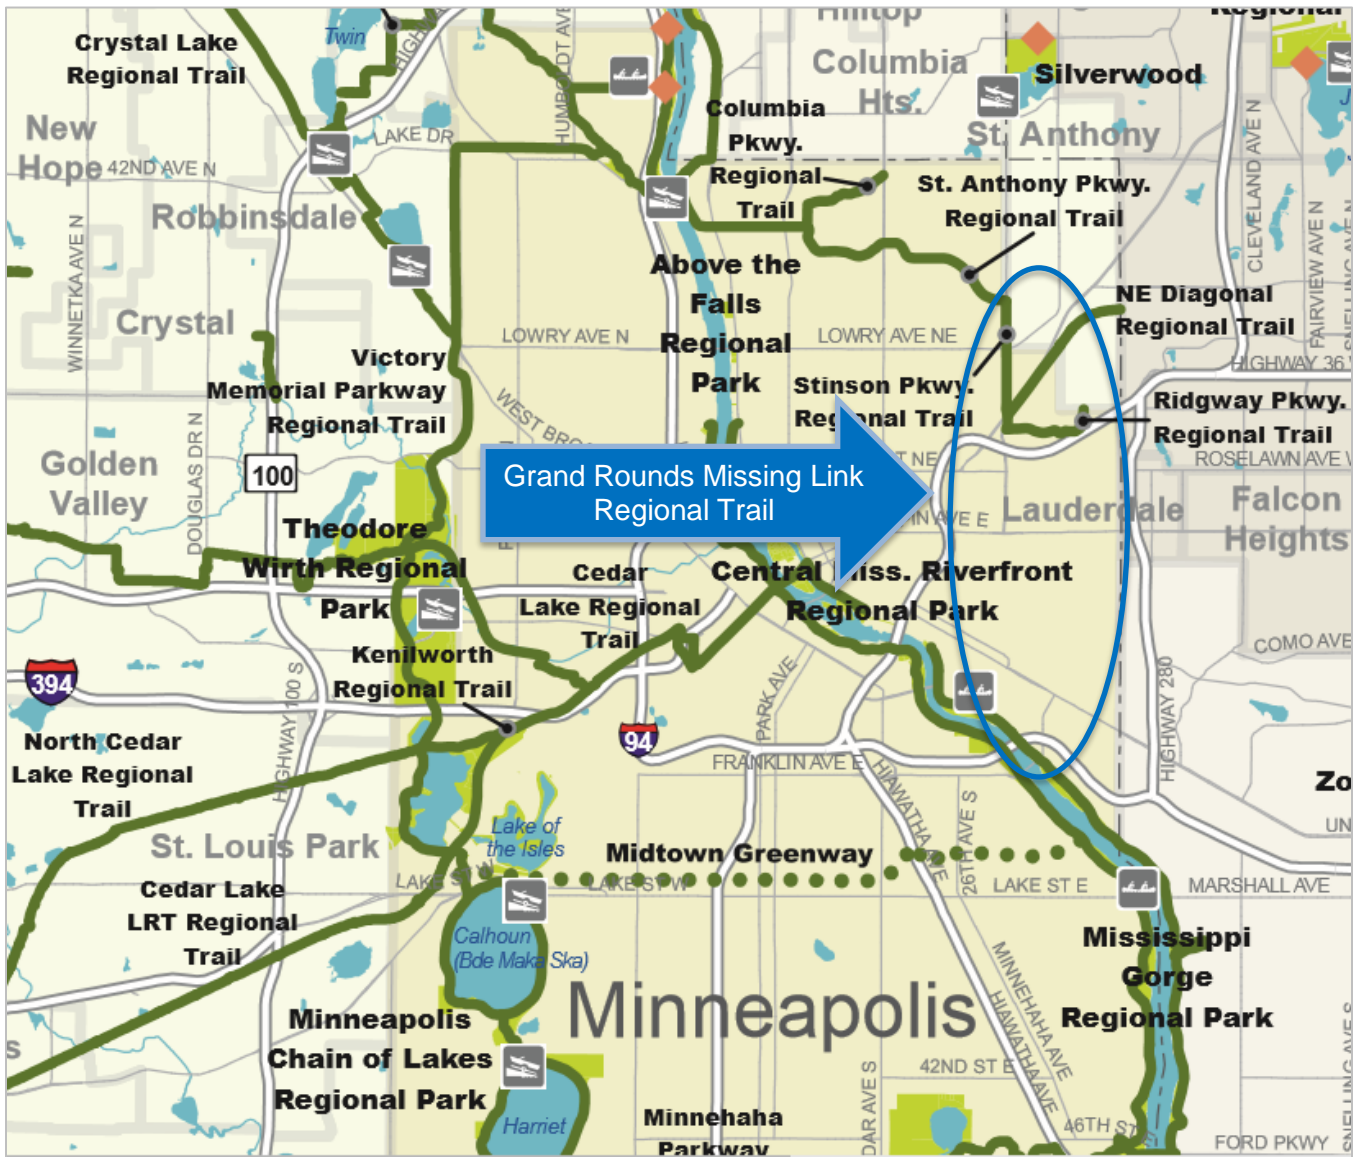 Crystal Lake
Regional Trail
Twin
HUMBOLDT AVE
Hilltop
Columbia
Hts.
Silverwood
Regional
New
Hope
42ND AVE N
LAKE DR
Columbia
Pkwy.
Regional
Trail
St. Anthony
St. Anthony Pkwy.
Regional Trail
CLEVELAND AVE N
Robbinsdale
WINNETKA AVE N
Above the
Falls
Regional
Park
NE Diagonal
Regional Trail
FAIRVIEW AVE N
Crystal
LOWRY AVE N
LOWRY AVE NE
Victory
Memorial Parkway
Regional Trail
Stinson Pkwy.
Regional Trail
HIGHWAY 36
Ridgway Pkwy.
Regional Trail
Golden
Valley
DOUGLAS DR N
100
Grand Rounds Missing Link
Regional Trail
ROSELAWN AVE
Lauderdale
Falcon
Heights
Theodore
Wirth Regional
Park
Cedar
Lake Regional
Trail
Central Miss. Riverfront
Regional Park
Kenilworth
Regional Trail
COMO AVE
394
HIGHWAY 100 S
PARK AVE
HIGHWAY 280
94
North Cedar
Lake Regional
Trail
FRANKLIN AVE E
HIAWATHA AVE
26TH AVE S
St. Louis Park
Lake of
the Isles
Midtown Greenway
LAKE ST W
LAKE ST W
LAKE ST E
MARSHALL AVE
Cedar Lake
LRT Regional
Trail
Calhoun
(Bde Maka Ska)
Mississippi
Gorge
Regional Park
Minneapolis
MINNEHAHA AVE
HIAWATHA AVE
Minneapolis
Chain of Lakes
Regional Park
42ND ST E
Harriet
Minnehaha
Parkway
46TH ST
FORD PKWY